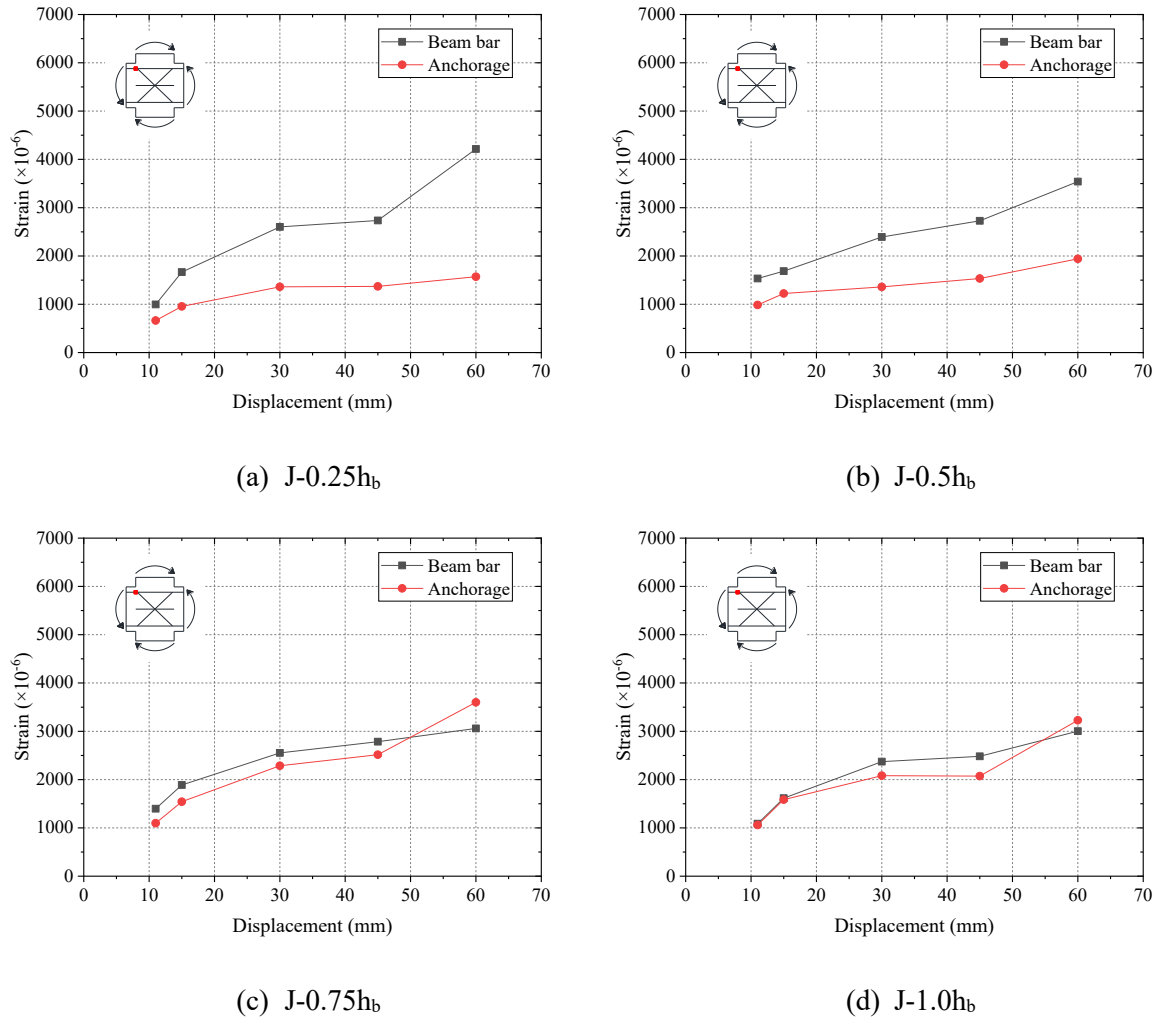 7000
6000
5000
4000
3000
2000
1000
0
Strain (×10⁻⁶)
Beam bar
Anchorage
0 10 20 30 40 50 60 70
Displacement (mm)
(a) J-0.25h_b
7000
6000
5000
4000
3000
2000
1000
0
Strain (×10⁻⁶)
Beam bar
Anchorage
0 10 20 30 40 50 60 70
Displacement (mm)
(b) J-0.5h_b
7000
6000
5000
4000
3000
2000
1000
0
Strain (×10⁻⁶)
Beam bar
Anchorage
0 10 20 30 40 50 60 70
Displacement (mm)
(c) J-0.75h_b
7000
6000
5000
4000
3000
2000
1000
0
Strain (×10⁻⁶)
Beam bar
Anchorage
0 10 20 30 40 50 60 70
Displacement (mm)
(d) J-1.0h_b